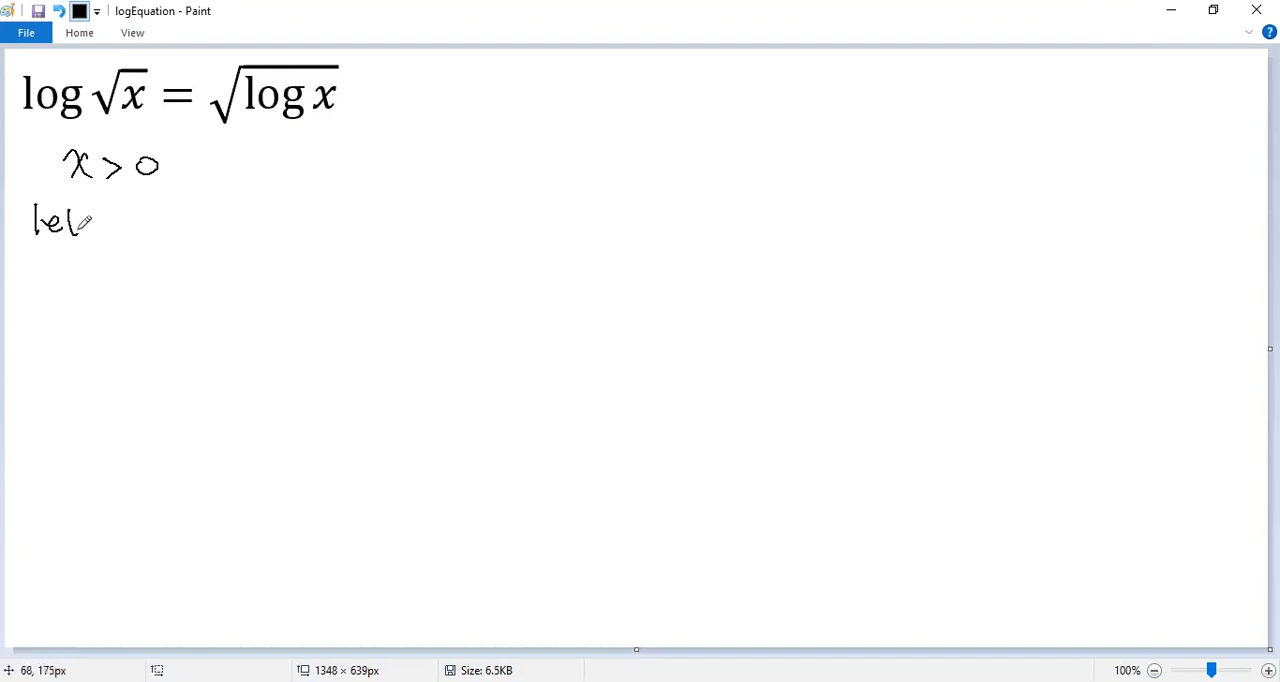 logEquation - Paint
File Home View
log √x = √log x
x > 0
let
68, 175px 1348 × 639px Size: 6.5KB 100%